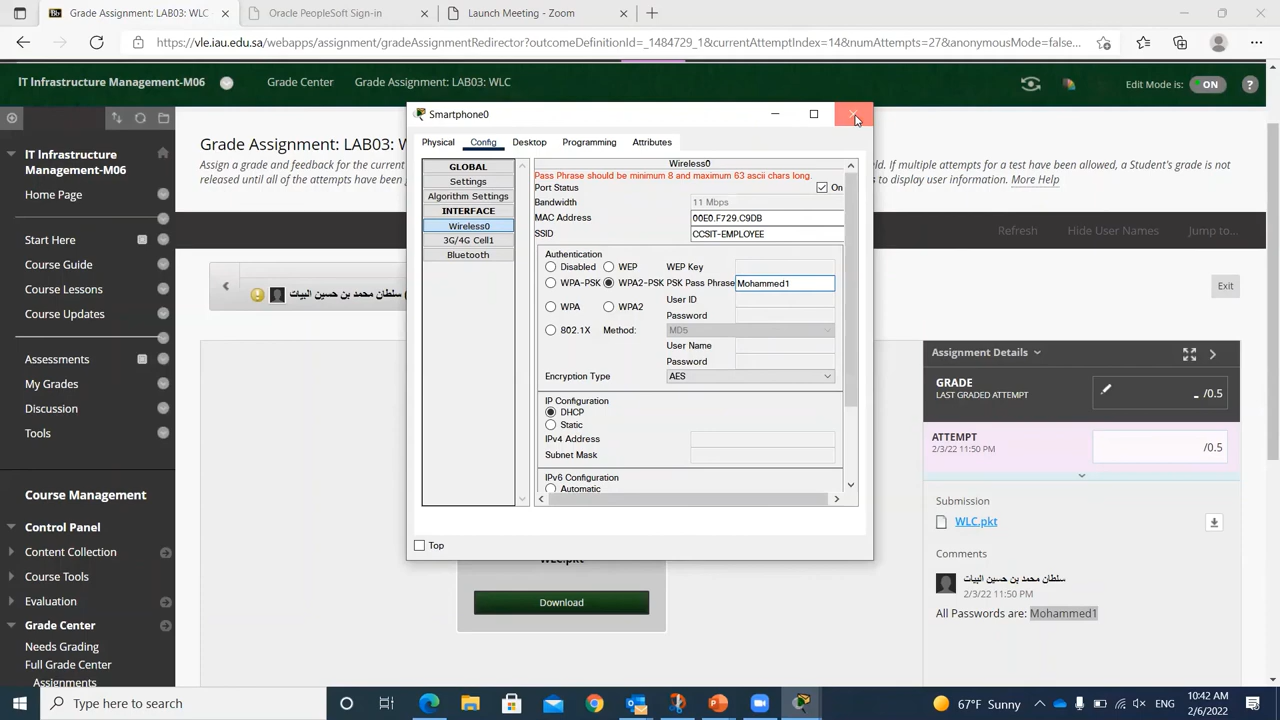 Grade Assignment: LAB03: WLC
Oracle PeopleSoft Sign-in
Launch Meeting - Zoom
https://vle.iau.edu.sa/webapps/assignment/gradeAssignmentRedirector?outcomeDefinitionId=_1484729_1&currentAttemptIndex=14&numAttempts=27&anonymousMode=false...
IT Infrastructure Management-M06
Grade Center
Grade Assignment: LAB03: WLC
Edit Mode is:
ON
?
IT Infrastructure
Management-M06
Home Page
Start Here
Course Guide
Course Lessons
Course Updates
Assessments
My Grades
Discussion
Tools
Course Management
Control Panel
Content Collection
Course Tools
Evaluation
Grade Center
Needs Grading
Full Grade Center
Assignments
Grade Assignment: LAB03: W
Assign a grade and feedback for the current
released until all of the attempts have been
eld. If multiple attempts for a test have been allowed, a Student's grade is not
to display user information. More Help
Refresh
Hide User Names
Jump to...
سلطان محمد بن حسين البيات
Exit
Smartphone0
Physical
Config
Desktop
Programming
Attributes
GLOBAL
Settings
Algorithm Settings
INTERFACE
Wireless0
3G/4G Cell1
Bluetooth
Wireless0
Pass Phrase should be minimum 8 and maximum 63 ascii chars long.
Port Status
On
Bandwidth
11 Mbps
MAC Address
00E0.F729.C9DB
SSID
CCSIT-EMPLOYEE
Authentication
Disabled
WEP
WEP Key
WPA-PSK
WPA2-PSK
PSK Pass Phrase
Mohammed1
User ID
WPA
WPA2
Password
802.1X
Method:
MD5
User Name
Password
Encryption Type
AES
IP Configuration
DHCP
Static
IPv4 Address
Subnet Mask
IPv6 Configuration
Automatic
Top
WLC.pkt
Download
Assignment Details
GRADE
LAST GRADED ATTEMPT
- /0.5
ATTEMPT
2/3/22 11:50 PM
/0.5
Submission
WLC.pkt
Comments
سلطان محمد بن حسين البيات
2/3/22 11:50 PM
All Passwords are: Mohammed1
Type here to search
67°F Sunny
ENG
10:42 AM
2/6/2022